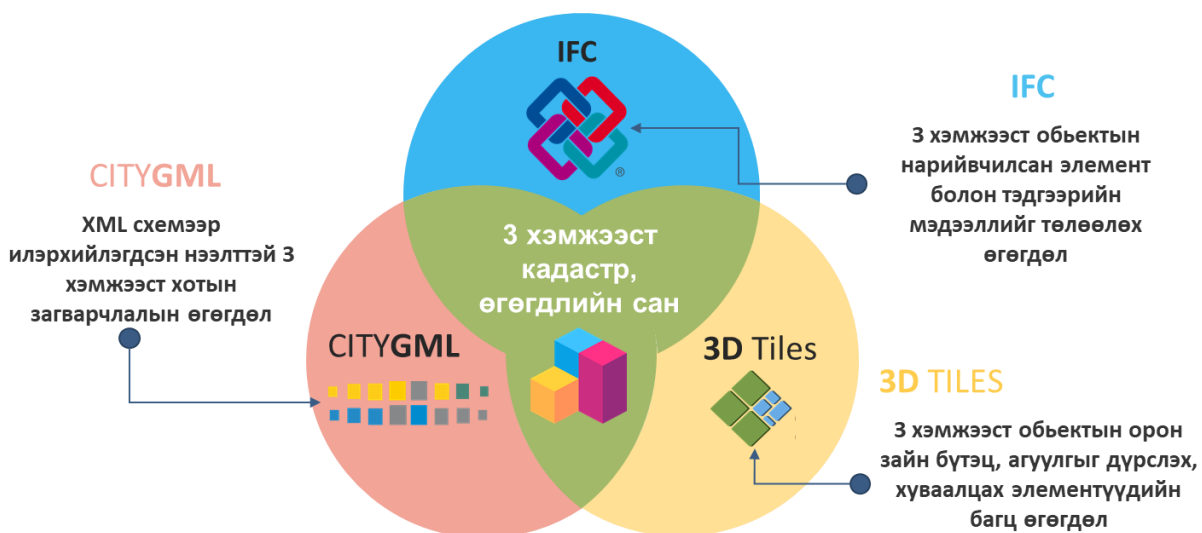 IFC
®
IFC
3 хэмжээст обьектын
нарийвчилсан элемент
болон тэдгээрийн
мэдээллийг төлөөлөх
өгөгдөл
CITYGML
XML схемээр
илэрхийлэгдсэн нээлттэй 3
хэмжээст хотын
загварчлалын өгөгдөл
3 хэмжээст
кадастр,
өгөгдлийн сан
CITYGML
3D Tiles
3D TILES
3 хэмжээст обьектын орон
зайн бүтэц, агуулгыг дүрслэх,
хуваалцах элементүүдийн
багц өгөгдөл